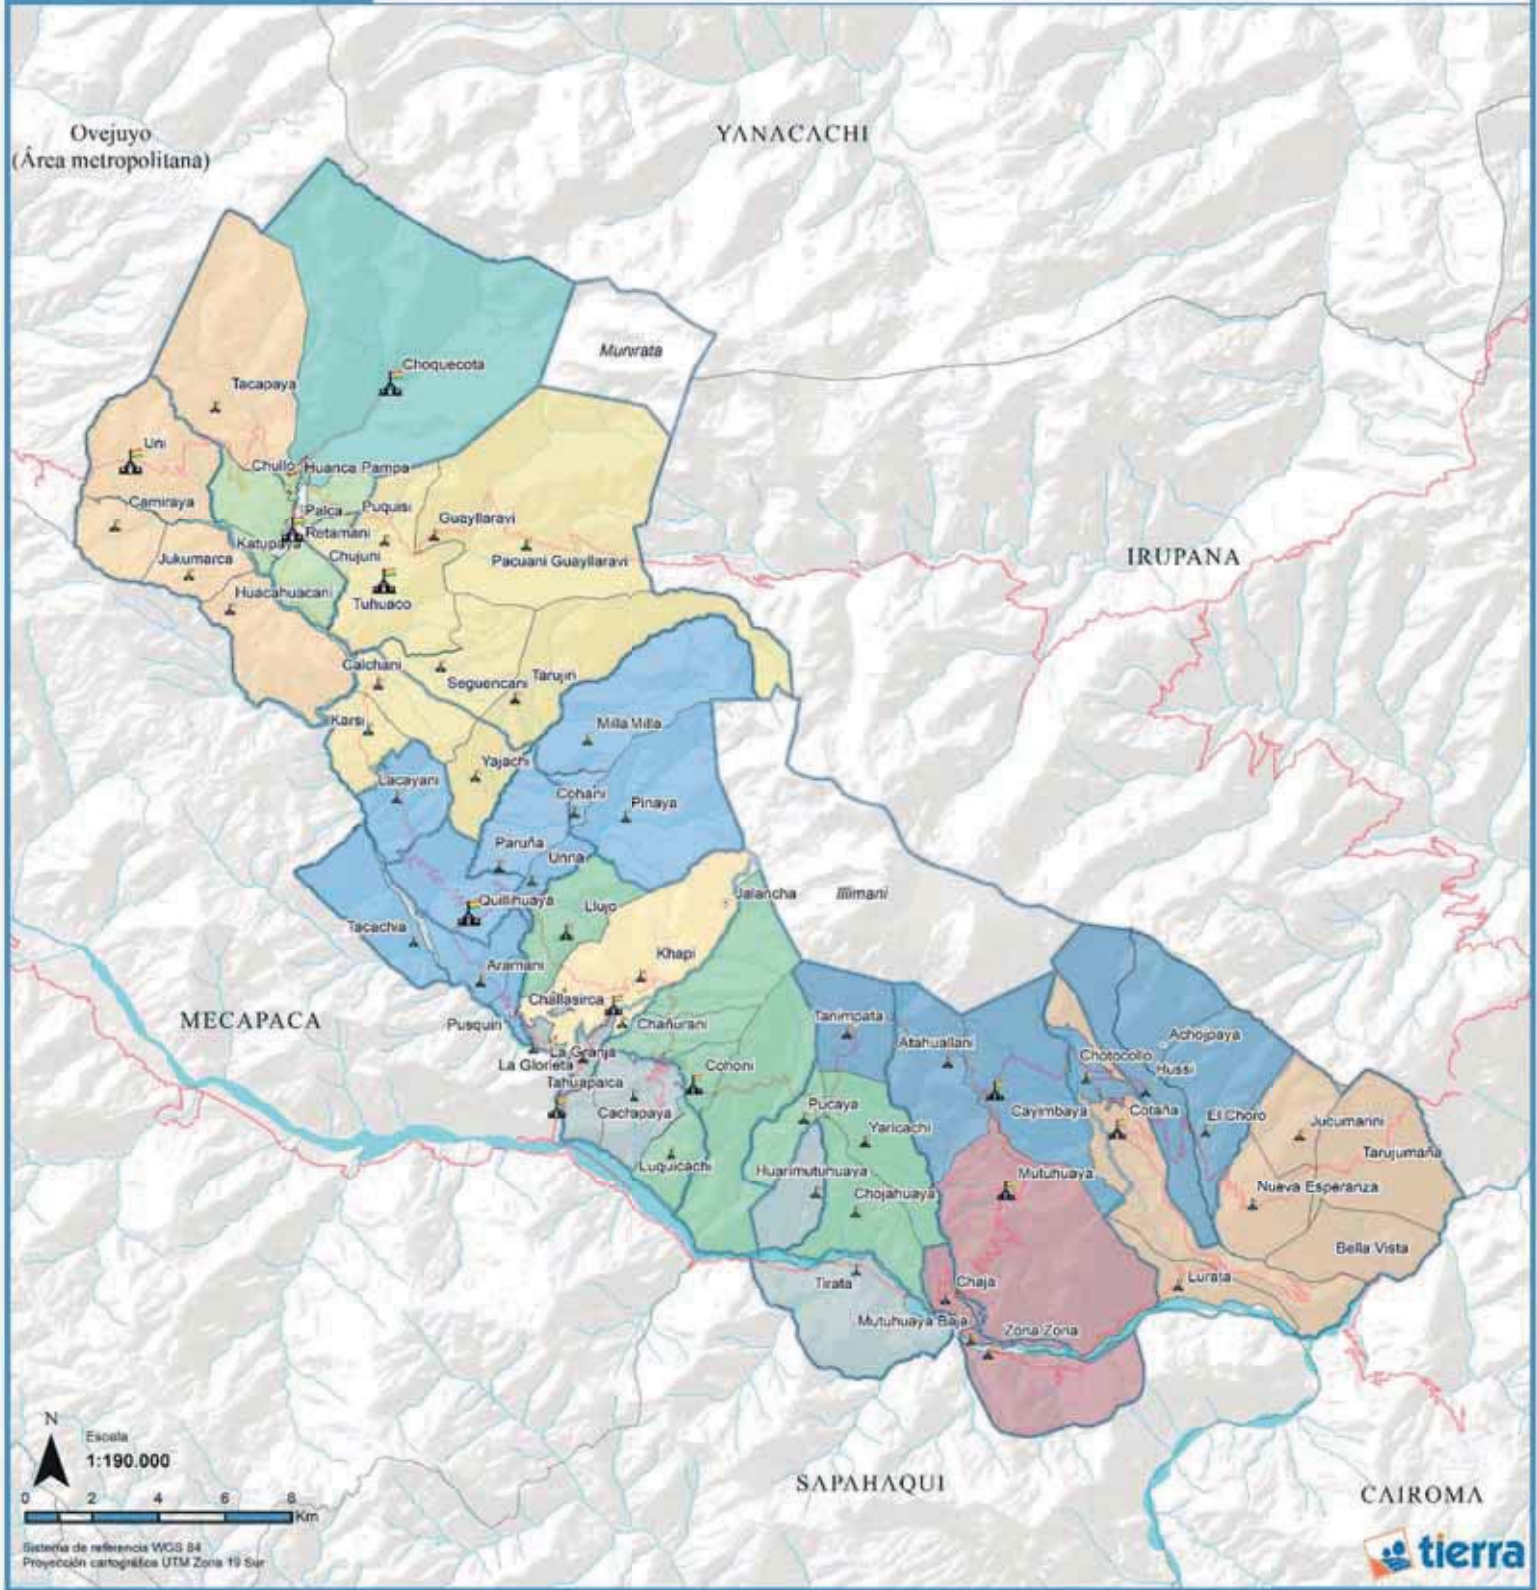 Ovejuyo
(Área metropolitana)
YANACACHI
Munirata
Choquecota
Tacapaya
Uni
Chullo
Huanca Pampa
Camiraya
Palca
Puquisi
Guayllaravi
Retamani
Katupaya
Chujuni
Jukumarca
Pacuani Guayllaravi
IRUPANA
Huacahuacani
Tuhuaco
Calchani
Seguencani
Tarujiri
Karsi
Milla Milla
Yajachi
Lacayani
Cohani
Pinaya
Paruña
Unna
Jalancha
Illimani
Quillihuaya
Llujo
Tacachia
Khapi
Aramani
Challasirca
MECAPACA
Pusquiri
Chañurani
Tanimpata
Achojpaya
Atahuallani
La Granja
Chotocollo
La Glorieta
Cohoni
Hussi
Tahuapalca
Cachapaya
Pucaya
Cayimbaya
Cotaña
El Choro
Jucumarini
Yaricachi
Tarujumaña
Luquicachi
Huarimutuhuaya
Mutuhuaya
Chojahuaya
Nueva Esperanza
Bella Vista
Tirata
Chaja
Lurata
Mutuhuaya Baja
Zona Zona
N
Escala
1:190.000
SAPAHAQUI
CAIROMA
0 2 4 6 8
Km
Sistema de referencia WGS 84
Proyección cartográfica UTM Zona 19 Sur
tierra